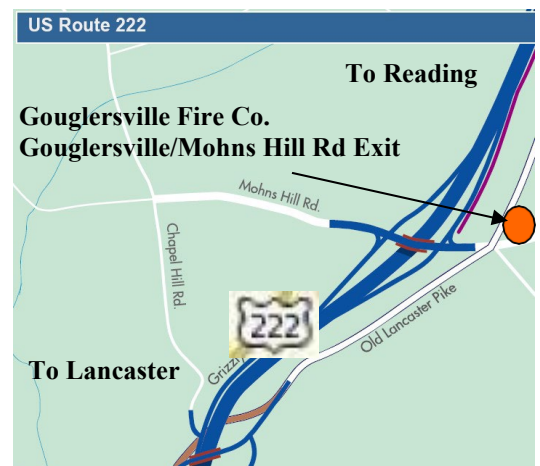 US Route 222
To Reading
Gouglersville Fire Co.
Gouglersville/Mohns Hill Rd Exit
Mohns Hill Rd.
Chapel Hill Rd.
222
Old Lancaster Pike
To Lancaster